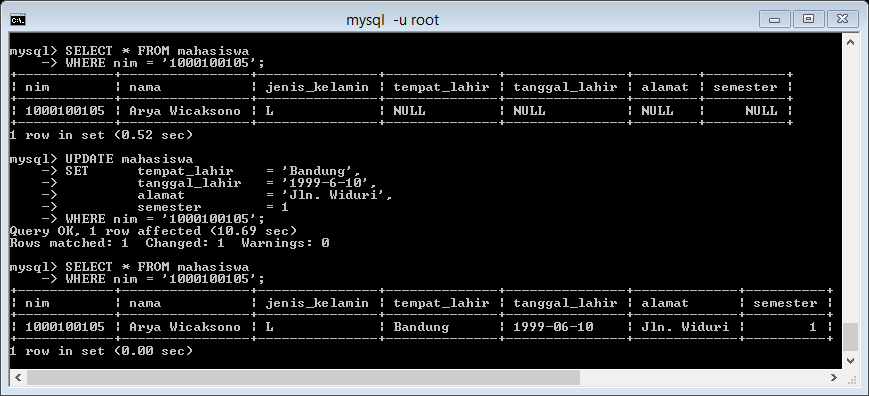 mysql -u root
mysql> SELECT * FROM mahasiswa
    -> WHERE nim = '1000100105';
+------------+----------------+---------------+--------------+---------------+--------+----------+
¦ nim        ¦ nama           ¦ jenis_kelamin ¦ tempat_lahir ¦ tanggal_lahir ¦ alamat ¦ semester ¦
+------------+----------------+---------------+--------------+---------------+--------+----------+
¦ 1000100105 ¦ Arya Wicaksono ¦ L             ¦ NULL         ¦ NULL          ¦ NULL   ¦     NULL ¦
+------------+----------------+---------------+--------------+---------------+--------+----------+
1 row in set (0.52 sec)
mysql> UPDATE mahasiswa
    -> SET      tempat_lahir    = 'Bandung',
    ->          tanggal_lahir   = '1999-6-10',
    ->          alamat          = 'Jln. Widuri',
    ->          semester        = 1
    -> WHERE nim = '1000100105';
Query OK, 1 row affected (10.69 sec)
Rows matched: 1  Changed: 1  Warnings: 0
mysql> SELECT * FROM mahasiswa
    -> WHERE nim = '1000100105';
+------------+----------------+---------------+--------------+---------------+-------------+----------+
¦ nim        ¦ nama           ¦ jenis_kelamin ¦ tempat_lahir ¦ tanggal_lahir ¦ alamat      ¦ semester ¦
+------------+----------------+---------------+--------------+---------------+-------------+----------+
¦ 1000100105 ¦ Arya Wicaksono ¦ L             ¦ Bandung      ¦ 1999-06-10    ¦ Jln. Widuri ¦        1 ¦
+------------+----------------+---------------+--------------+---------------+-------------+----------+
1 row in set (0.00 sec)